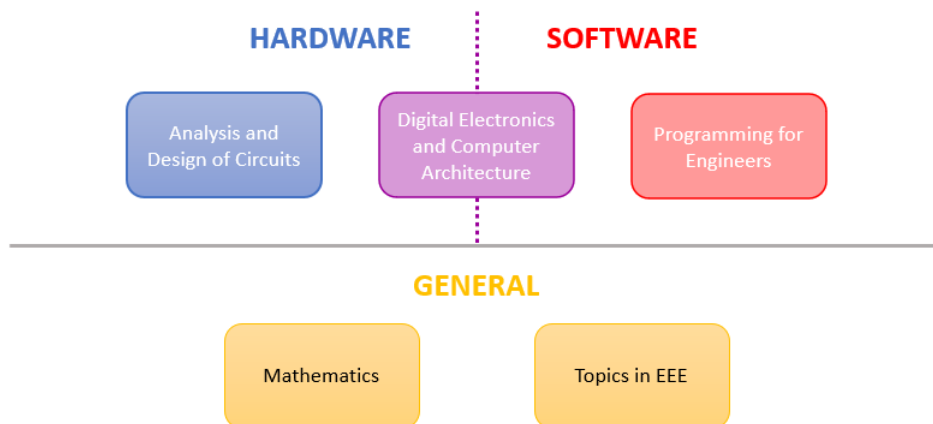 HARDWARE
SOFTWARE
Analysis and
Design of Circuits
Digital Electronics
and Computer
Architecture
Programming for
Engineers
GENERAL
Mathematics
Topics in EEE